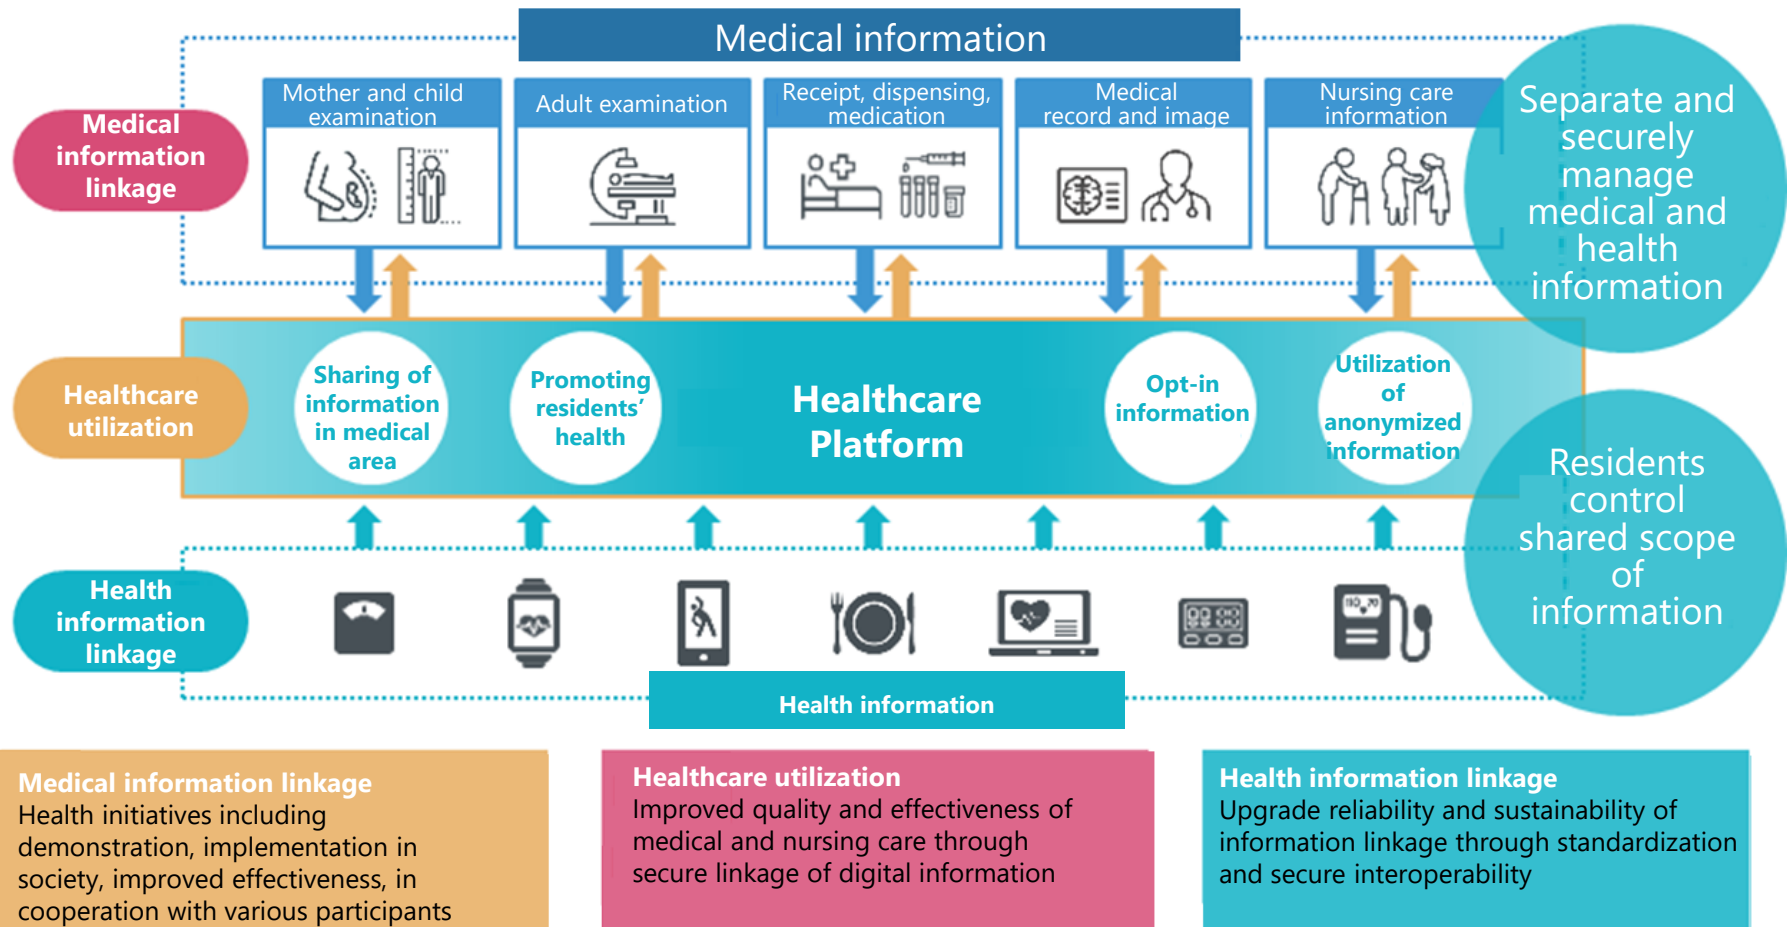 Medical information
Mother and child
examination
Adult examination
Receipt, dispensing,
medication
Medical
record and image
Nursing care
information
Medical
information
linkage
Separate and
securely
manage
medical and
health
information
Healthcare
utilization
Sharing of
information
in medical
area
Promoting
residents’
health
Healthcare
Platform
Opt-in
information
Utilization
of
anonymized
information
Residents
control
shared scope
of
information
Health
information
linkage
Health information
Medical information linkage
Health initiatives including
demonstration, implementation in
society, improved effectiveness, in
cooperation with various participants
Healthcare utilization
Improved quality and effectiveness of
medical and nursing care through
secure linkage of digital information
Health information linkage
Upgrade reliability and sustainability of
information linkage through standardization
and secure interoperability